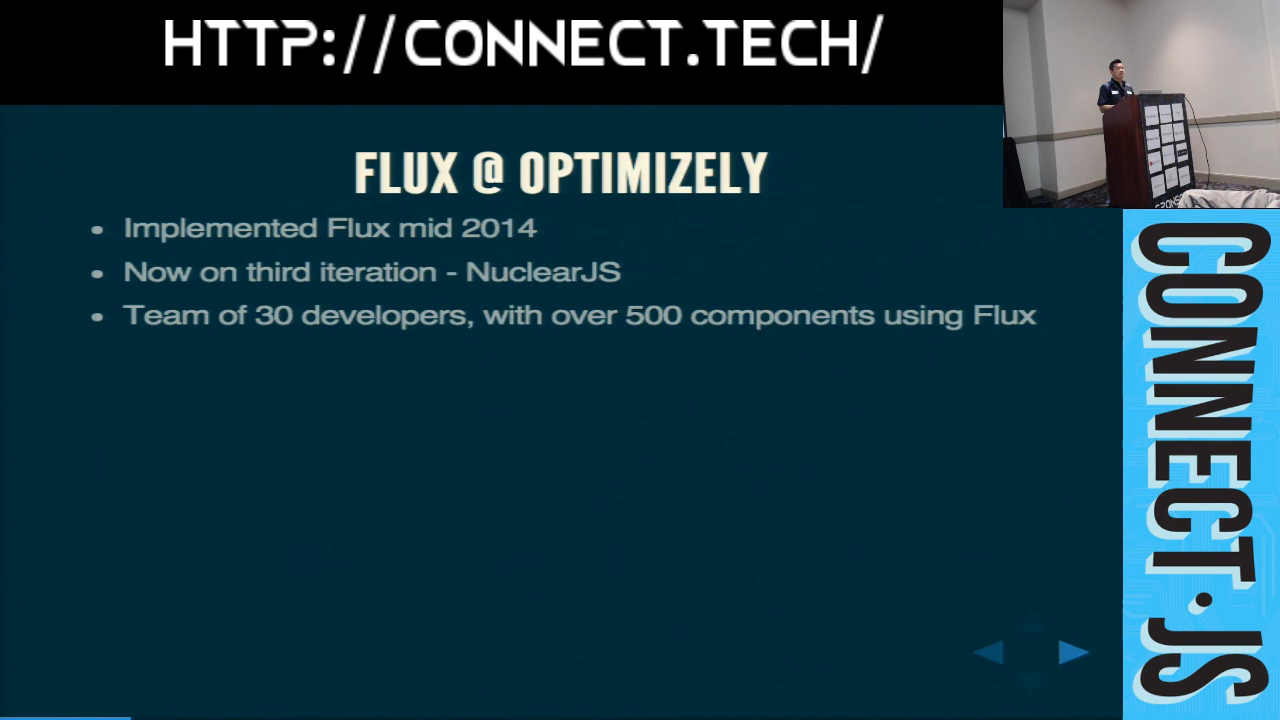 HTTP://CONNECT.TECH/
FLUX @ OPTIMIZELY
• Implemented Flux mid 2014
• Now on third iteration - NuclearJS
• Team of 30 developers, with over 500 components using Flux
CONNECT.JS